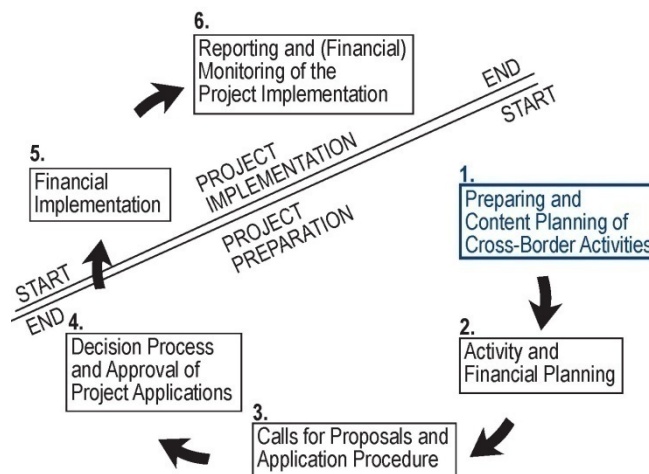 6.
Reporting and (Financial)
Monitoring of the
Project Implementation
END
START
5.
Financial
Implementation
PROJECT
IMPLEMENTATION
PROJECT
PREPARATION
1.
Preparing and
Content Planning of
Cross-Border Activities
START
END
4.
Decision Process
and Approval of
Project Applications
2.
Activity and
Financial Planning
3.
Calls for Proposals and
Application Procedure